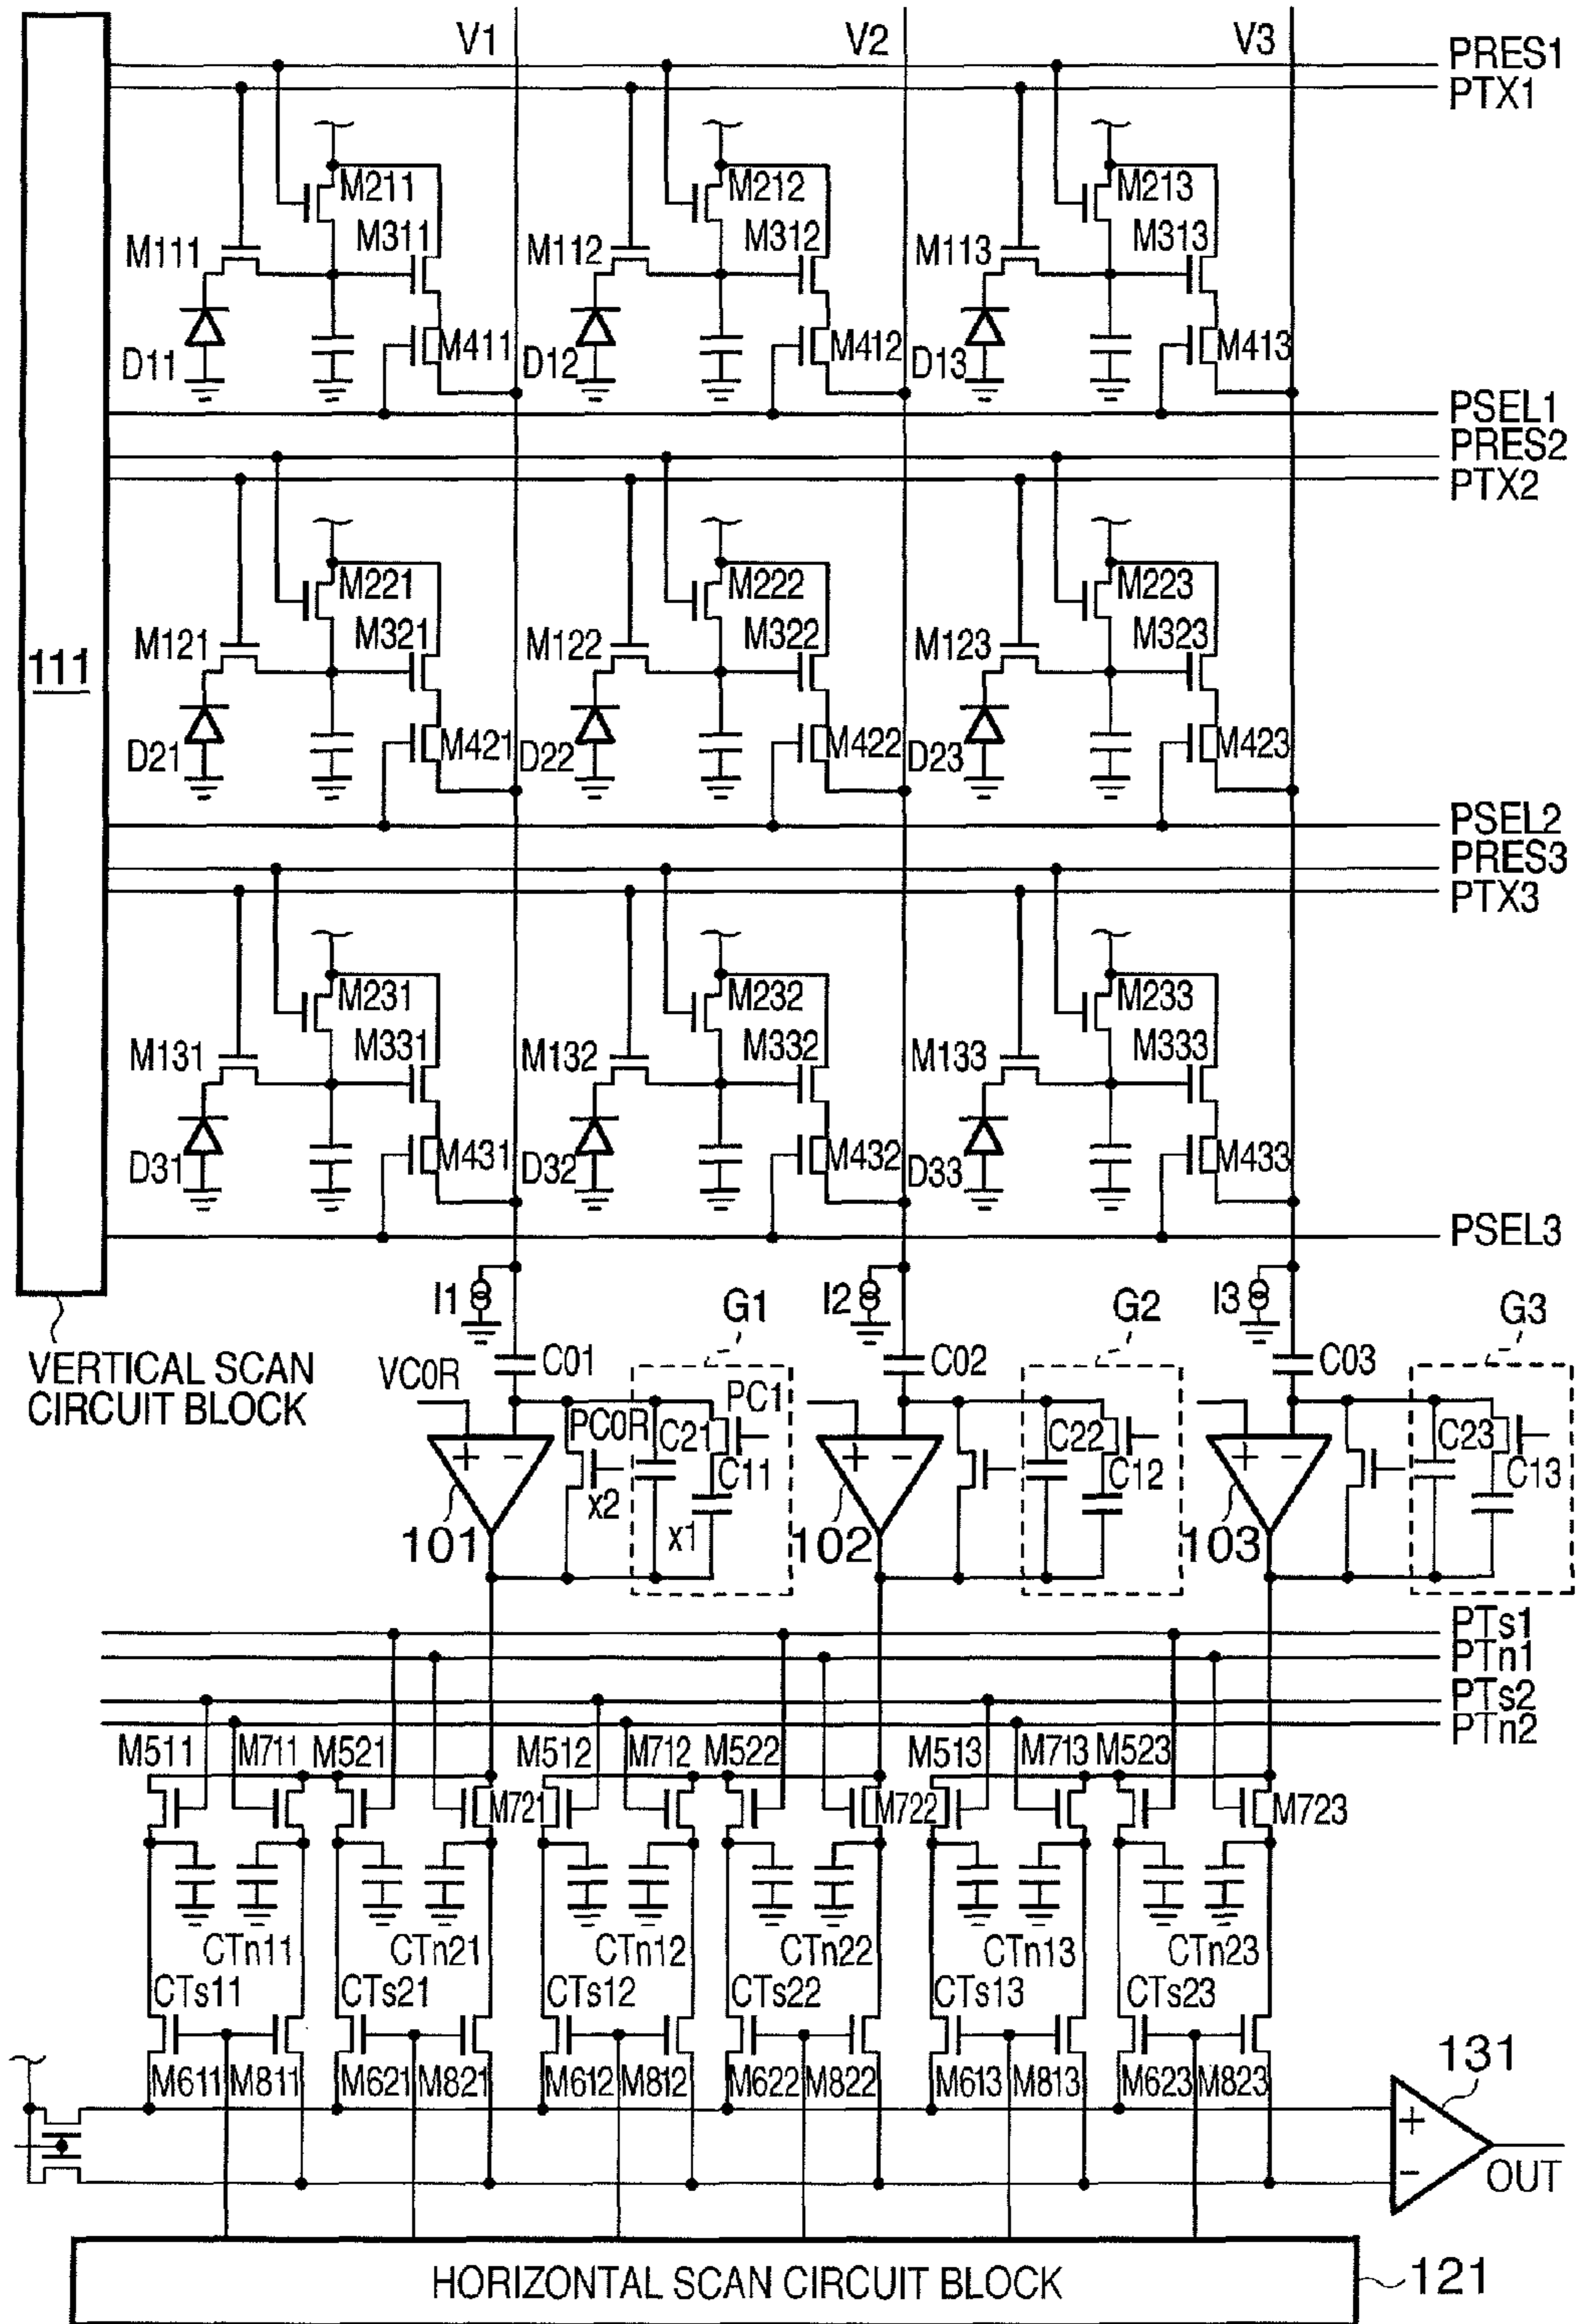 V1 V2 V3 PRES1
PTX1
M211 M212 M213
M111 M311 M112 M312 M113 M313
D11 M411 D12 M412 D13 M413
PSEL1
PRES2
PTX2
M221 M222 M223
M121 M321 M122 M322 M123 M323
111
D21 M421 D22 M422 D23 M423
PSEL2
PRES3
PTX3
M231 M232 M233
M131 M331 M132 M332 M133 M333
D31 M431 D32 M432 D33 M433
PSEL3
I1 G1 I2 G2 I3 G3
VERTICAL SCAN
CIRCUIT BLOCK
VC0R C01 C02 C03
PC0R C21 PC1 C22 C23
+ − + − + −
C11 C12 C13
x2 x1
101 102 103
PTs1
PTn1
PTs2
PTn2
M511 M711 M521 M512 M712 M522 M513 M713 M523
M721 M722 M723
CTn11 CTn21 CTn12 CTn22 CTn13 CTn23
CTs11 CTs21 CTs12 CTs22 CTs13 CTs23
M611 M811 M621 M821 M612 M812 M622 M822 M613 M813 M623 M823
131
+
−
OUT
HORIZONTAL SCAN CIRCUIT BLOCK
121